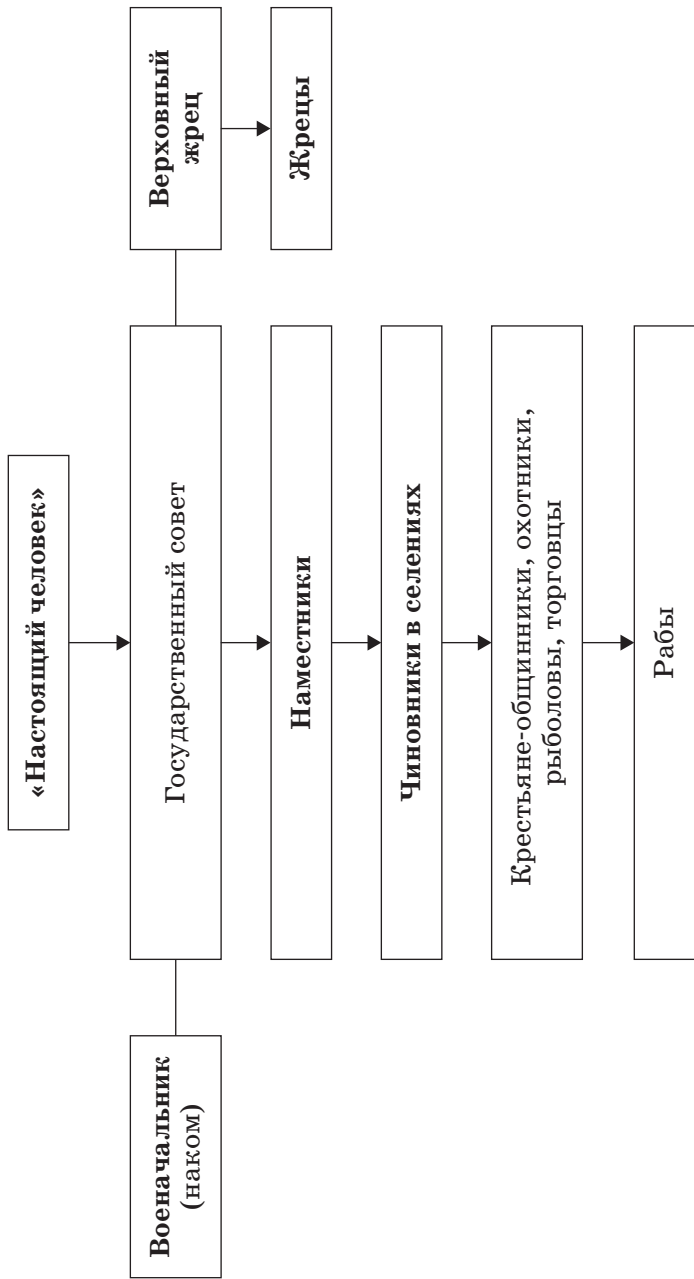 «Настоящий человек»
Военачальник
(наком)
Государственный совет
Верховный
жрец
Наместники
Жрецы
Чиновники в селениях
Крестьяне-общинники, охотники,
рыболовы, торговцы
Рабы